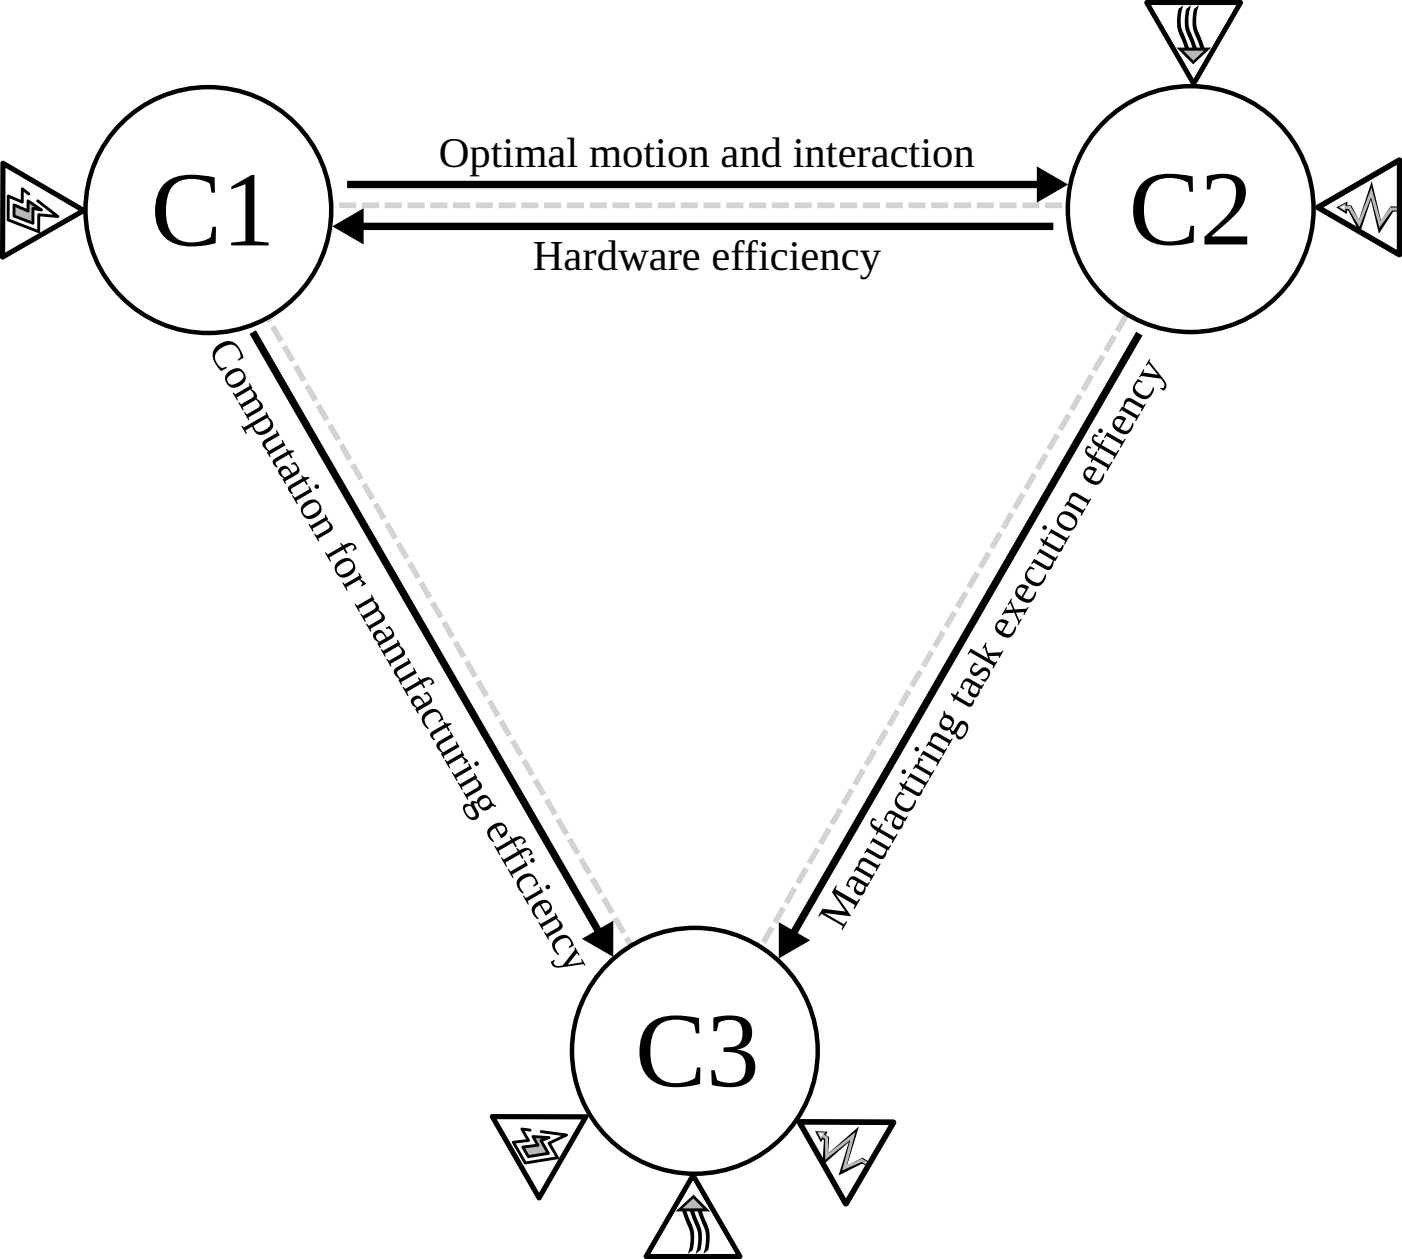 C1
Optimal motion and interaction
C2
Hardware efficiency
Computation for manufacturing efficiency
Manufactiring task execution effiency
C3